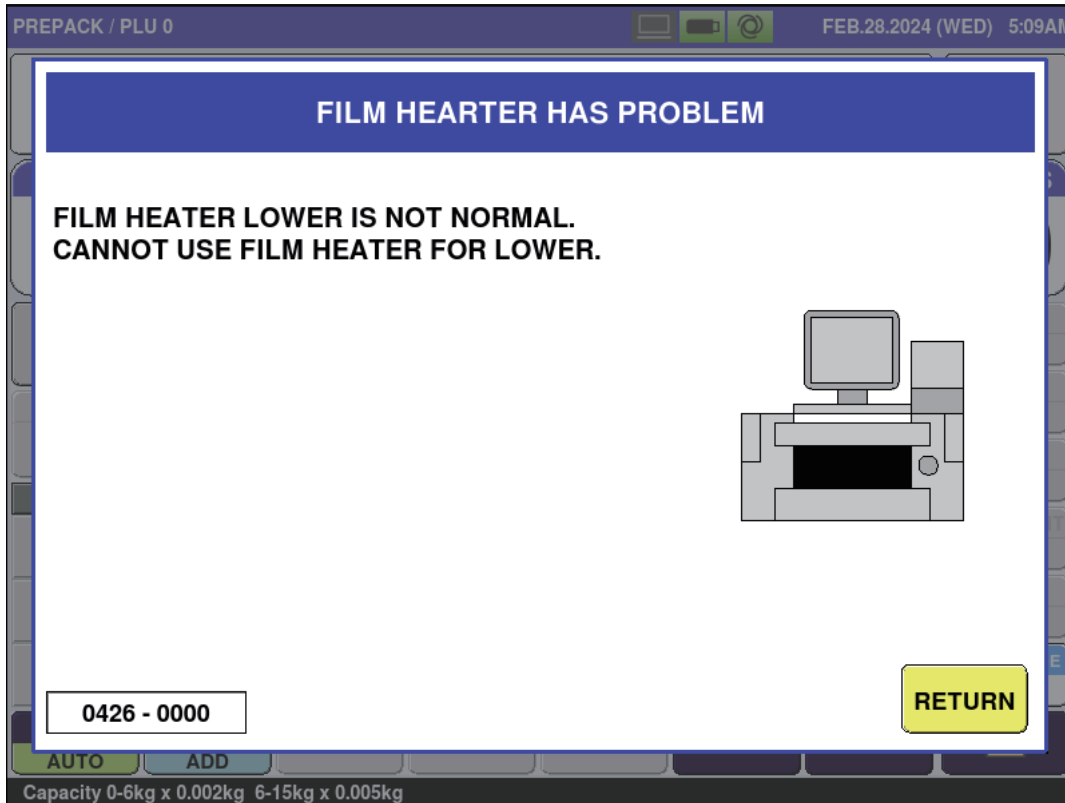 PREPACK / PLU 0
FEB.28.2024 (WED) 5:09AM
FILM HEARTER HAS PROBLEM
FILM HEATER LOWER IS NOT NORMAL.
CANNOT USE FILM HEATER FOR LOWER.
0426 - 0000
RETURN
AUTO ADD
Capacity 0-6kg x 0.002kg 6-15kg x 0.005kg